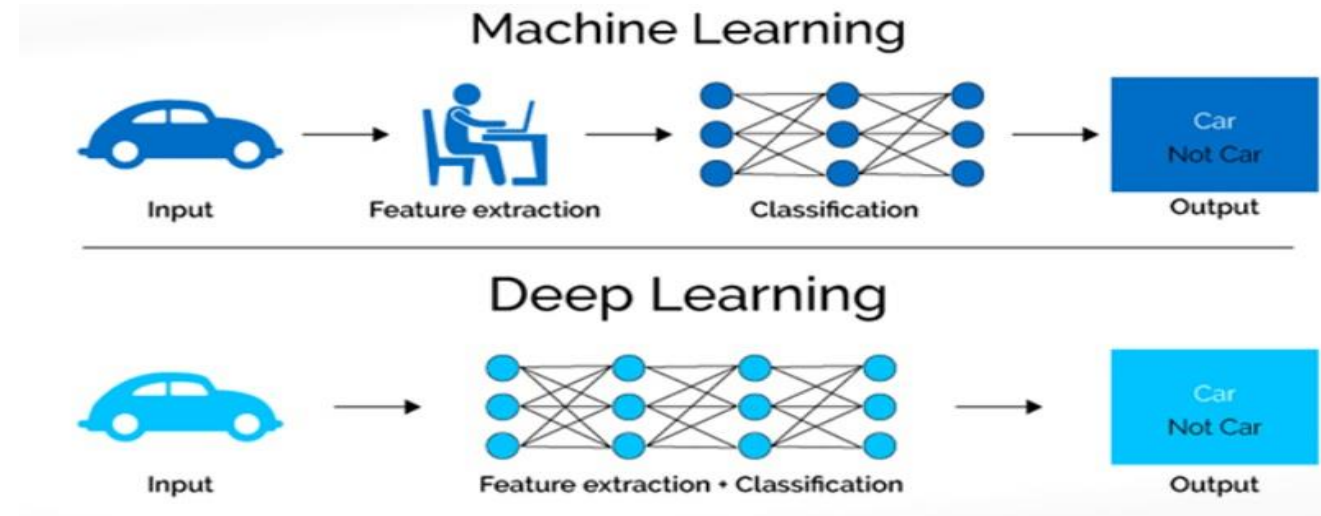 Machine Learning
Car
Not Car
Input
Feature extraction
Classification
Output
Deep Learning
Car
Not Car
Input
Feature extraction + Classification
Output